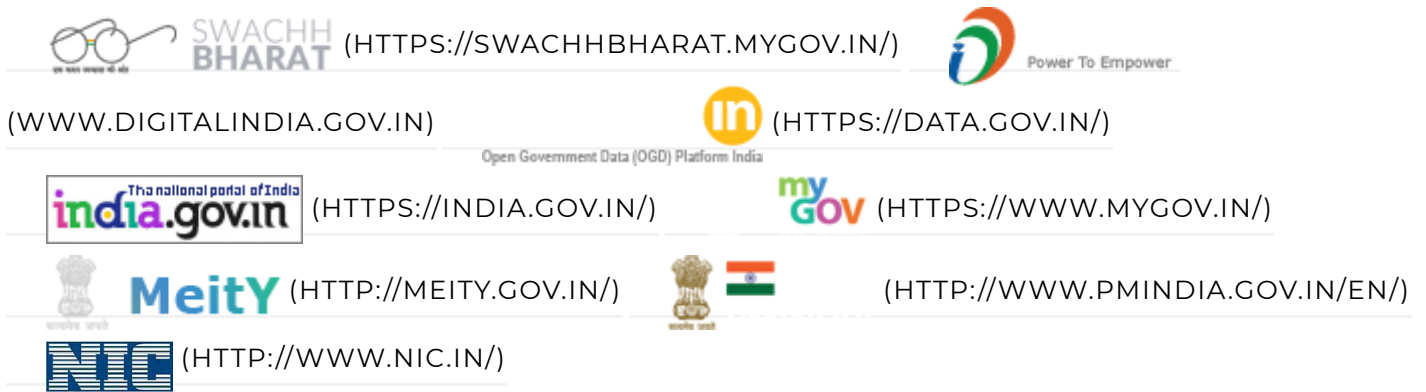 SWACHH
BHARAT (HTTPS://SWACHHBHARAT.MYGOV.IN/)
Power To Empower
(WWW.DIGITALINDIA.GOV.IN)
in (HTTPS://DATA.GOV.IN/)
Open Government Data (OGD) Platform India
The national portal of India
india.gov.in (HTTPS://INDIA.GOV.IN/)
my
GOV (HTTPS://WWW.MYGOV.IN/)
MeitY (HTTP://MEITY.GOV.IN/)
सत्यमेव जयते
(HTTP://WWW.PMINDIA.GOV.IN/EN/)
NIC (HTTP://WWW.NIC.IN/)